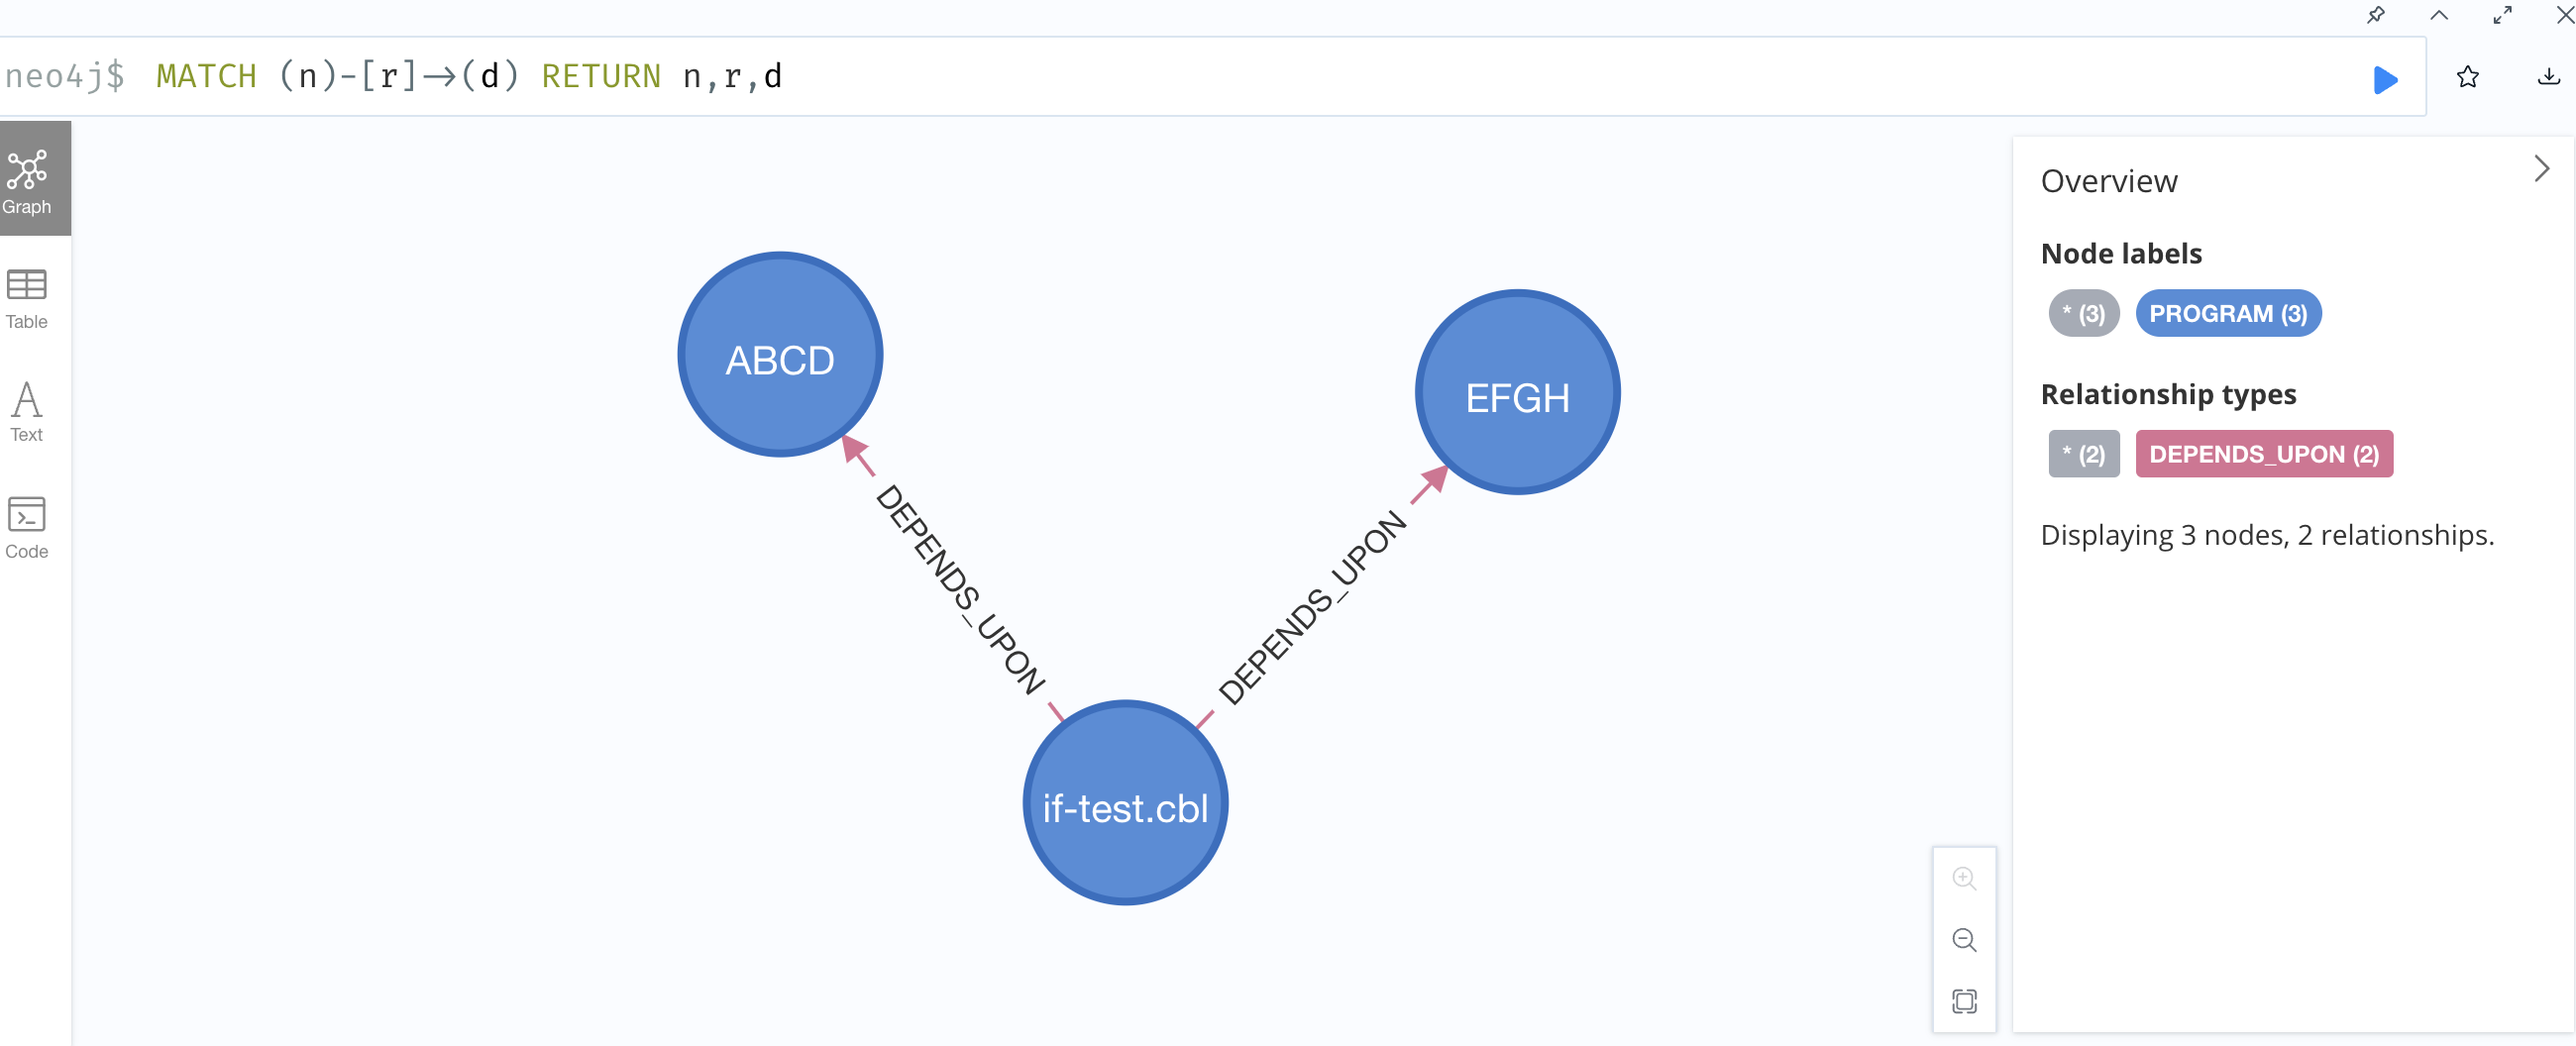 neo4j$ MATCH (n)-[r]→(d) RETURN n,r,d
Graph
Table
Text
Code
ABCD
EFGH
DEPENDS_UPON
DEPENDS_UPON
if-test.cbl
Overview
Node labels
* (3) PROGRAM (3)
Relationship types
* (2) DEPENDS_UPON (2)
Displaying 3 nodes, 2 relationships.